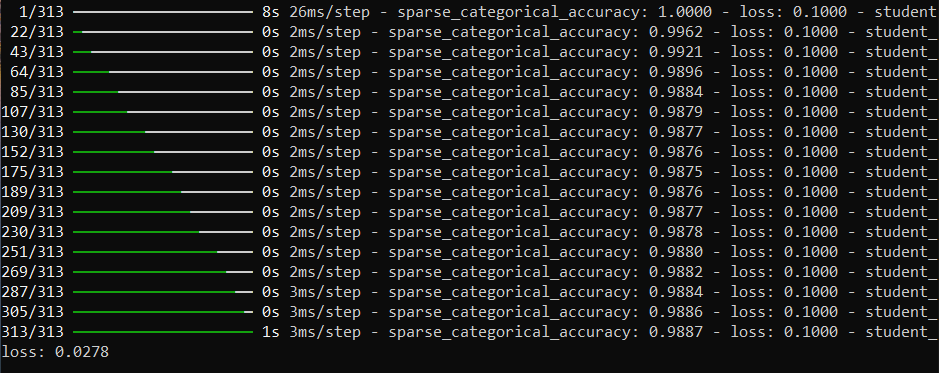 1/313 8s 26ms/step - sparse_categorical_accuracy: 1.0000 - loss: 0.1000 - student
22/313 0s 2ms/step - sparse_categorical_accuracy: 0.9962 - loss: 0.1000 - student_
43/313 0s 2ms/step - sparse_categorical_accuracy: 0.9921 - loss: 0.1000 - student_
64/313 0s 2ms/step - sparse_categorical_accuracy: 0.9896 - loss: 0.1000 - student_
85/313 0s 2ms/step - sparse_categorical_accuracy: 0.9884 - loss: 0.1000 - student_
107/313 0s 2ms/step - sparse_categorical_accuracy: 0.9879 - loss: 0.1000 - student_
130/313 0s 2ms/step - sparse_categorical_accuracy: 0.9877 - loss: 0.1000 - student_
152/313 0s 2ms/step - sparse_categorical_accuracy: 0.9876 - loss: 0.1000 - student_
175/313 0s 2ms/step - sparse_categorical_accuracy: 0.9875 - loss: 0.1000 - student_
189/313 0s 2ms/step - sparse_categorical_accuracy: 0.9876 - loss: 0.1000 - student_
209/313 0s 2ms/step - sparse_categorical_accuracy: 0.9877 - loss: 0.1000 - student_
230/313 0s 2ms/step - sparse_categorical_accuracy: 0.9878 - loss: 0.1000 - student_
251/313 0s 2ms/step - sparse_categorical_accuracy: 0.9880 - loss: 0.1000 - student_
269/313 0s 2ms/step - sparse_categorical_accuracy: 0.9882 - loss: 0.1000 - student_
287/313 0s 3ms/step - sparse_categorical_accuracy: 0.9884 - loss: 0.1000 - student_
305/313 0s 3ms/step - sparse_categorical_accuracy: 0.9886 - loss: 0.1000 - student_
313/313 1s 3ms/step - sparse_categorical_accuracy: 0.9887 - loss: 0.1000 - student_
loss: 0.0278